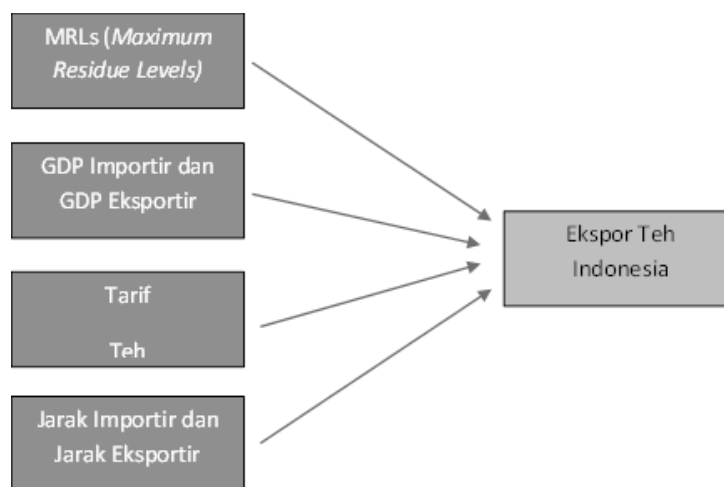 MRLs (Maximum
Residue Levels)
GDP Importir dan
GDP Eksportir
Tarif
Teh
Jarak Importir dan
Jarak Eksportir
Ekspor Teh
Indonesia